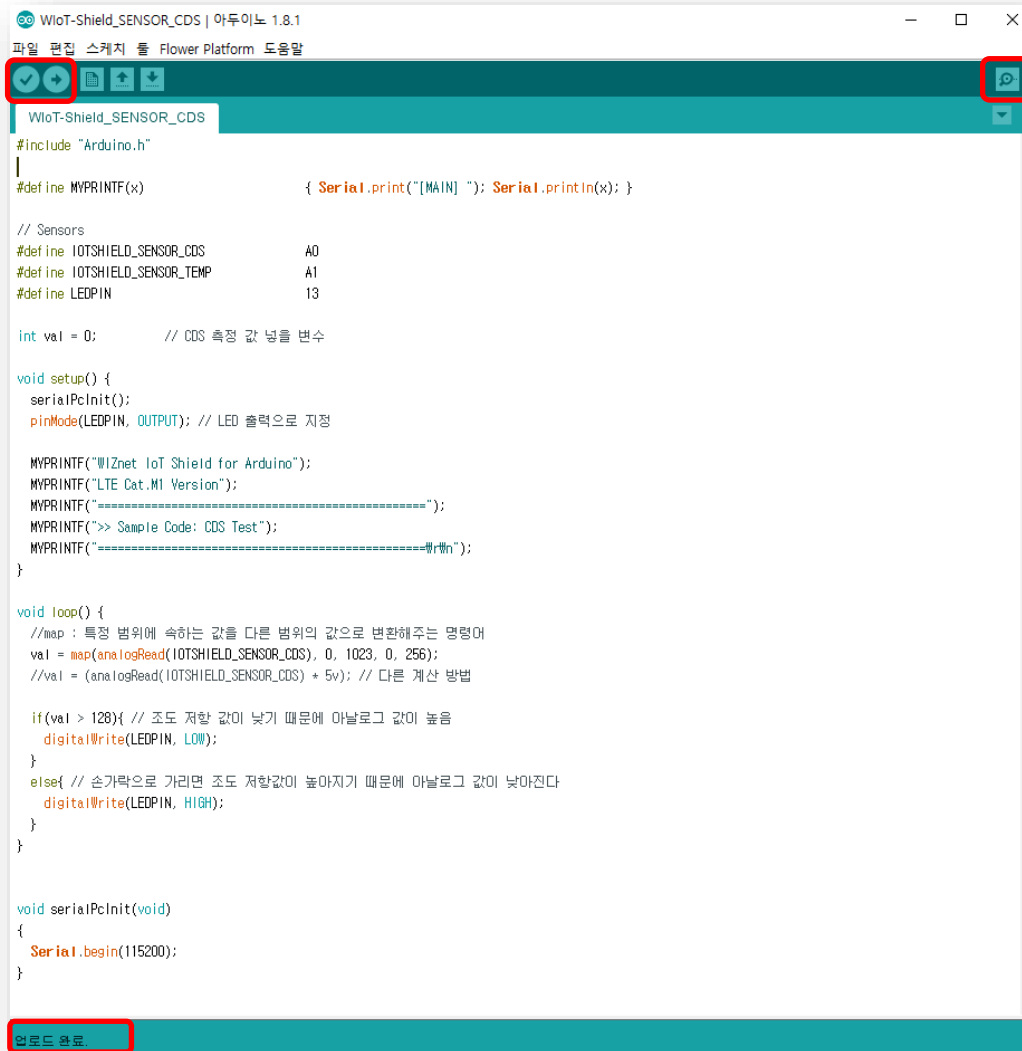 WIoT-Shield_SENSOR_CDS | 아두이노 1.8.1
파일 편집 스케치 툴 Flower Platform 도움말
WIoT-Shield_SENSOR_CDS
#include "Arduino.h"
#define MYPRINTF(x) { Serial.print("[MAIN] "); Serial.println(x); }
// Sensors
#define IOTSHIELD_SENSOR_CDS A0
#define IOTSHIELD_SENSOR_TEMP A1
#define LEDPIN 13
int val = 0; // CDS 측정 값 넣을 변수
void setup() {
serialPcInit();
pinMode(LEDPIN, OUTPUT); // LED 출력으로 지정
MYPRINTF("WIZnet IoT Shield for Arduino");
MYPRINTF("LTE Cat.M1 Version");
MYPRINTF("=================================================");
MYPRINTF(">> Sample Code: CDS Test");
MYPRINTF("=================================================₩r₩n");
}
void loop() {
//map : 특정 범위에 속하는 값을 다른 범위의 값으로 변환해주는 명령어
val = map(analogRead(IOTSHIELD_SENSOR_CDS), 0, 1023, 0, 256);
//val = (analogRead(IOTSHIELD_SENSOR_CDS) * 5v); // 다른 계산 방법
if(val > 128){ // 조도 저항 값이 낮기 때문에 아날로그 값이 높음
digitalWrite(LEDPIN, LOW);
}
else{ // 손가락으로 가리면 조도 저항값이 높아지기 때문에 아날로그 값이 낮아진다
digitalWrite(LEDPIN, HIGH);
}
}
void serialPcInit(void)
{
Serial.begin(115200);
}
업로드 완료.